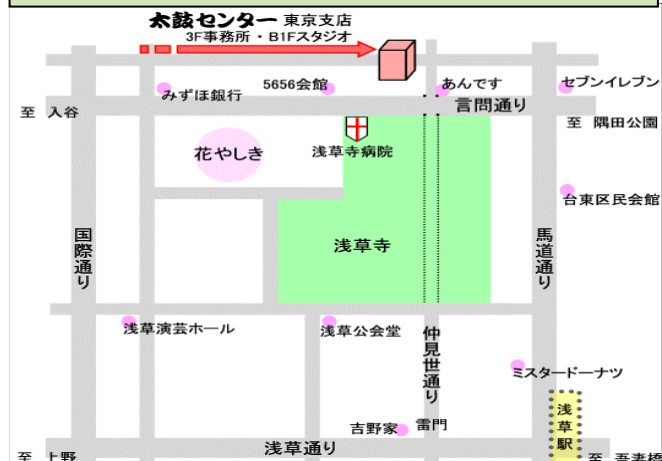 太鼓センター 東京支店
3F事務所・B1Fスタジオ
みずほ銀行
5656会館
あんです
セブンイレブン
至 入谷
言問通り
至 隅田公園
花やしき
浅草寺病院
台東区民会館
国際通り
浅草寺
馬道通り
浅草演芸ホール
浅草公会堂
仲見世通り
ミスタードーナツ
浅草駅
吉野家
雷門
浅草通り
至 上野
至 吾妻橋